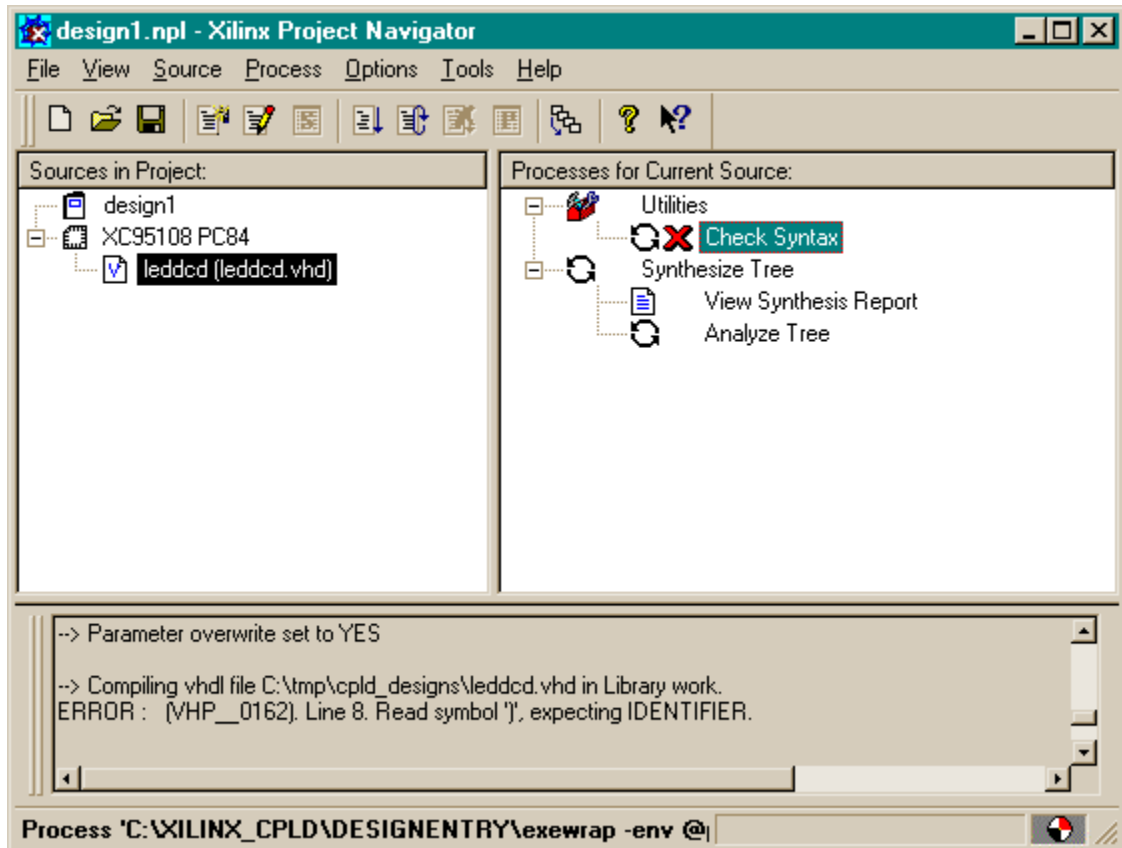 design1.npl - Xilinx Project Navigator
File View Source Process Options Tools Help
Sources in Project:
design1
XC95108 PC84
leddcd (leddcd.vhd)
Processes for Current Source:
Utilities
Check Syntax
Synthesize Tree
View Synthesis Report
Analyze Tree
--> Parameter overwrite set to YES
--> Compiling vhdl file C:\tmp\cpld_designs\leddcd.vhd in Library work.
ERROR : (VHP__0162). Line 8. Read symbol ')', expecting IDENTIFIER.
Process 'C:\XILINX_CPLD\DESIGNENTRY\exewrap -env @